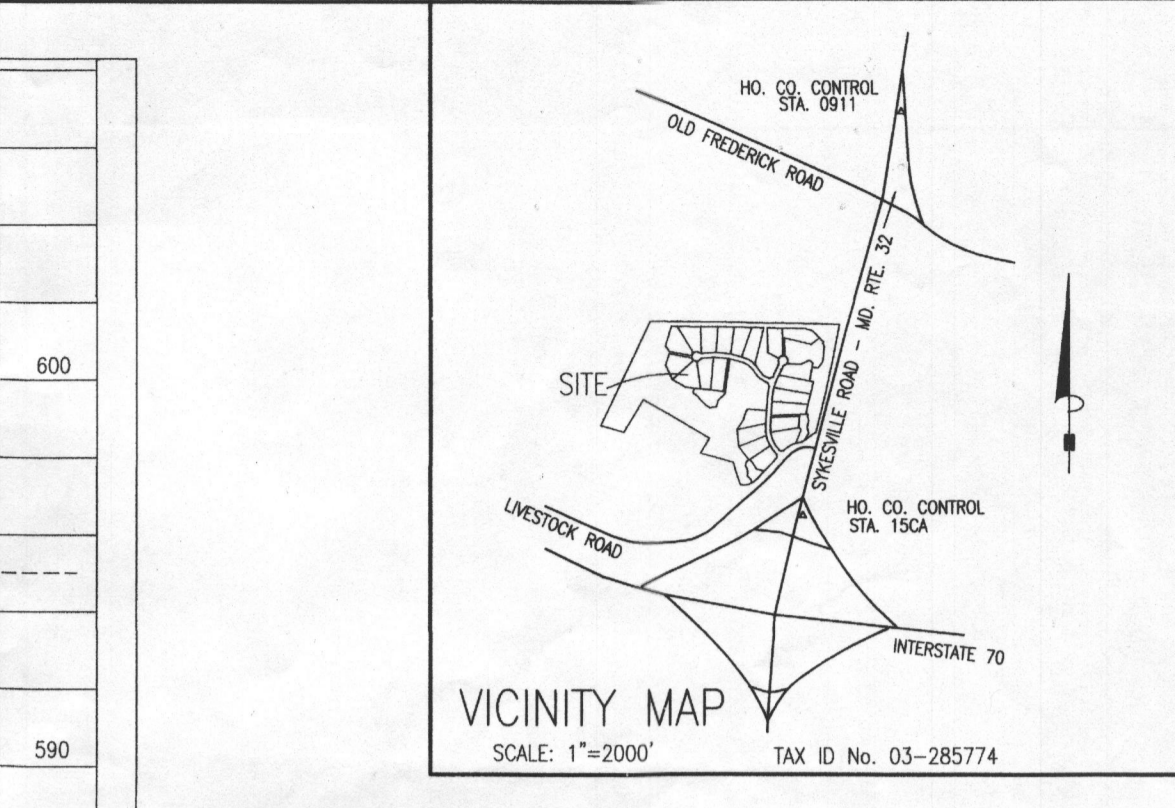 600
590
HO. CO. CONTROL
STA. 0911
OLD FREDERICK ROAD
SYKESVILLE ROAD - MD. RTE. 32
SITE
LIVESTOCK ROAD
HO. CO. CONTROL
STA. 15CA
INTERSTATE 70
VICINITY MAP
SCALE: 1"=2000'
TAX ID No. 03-285774